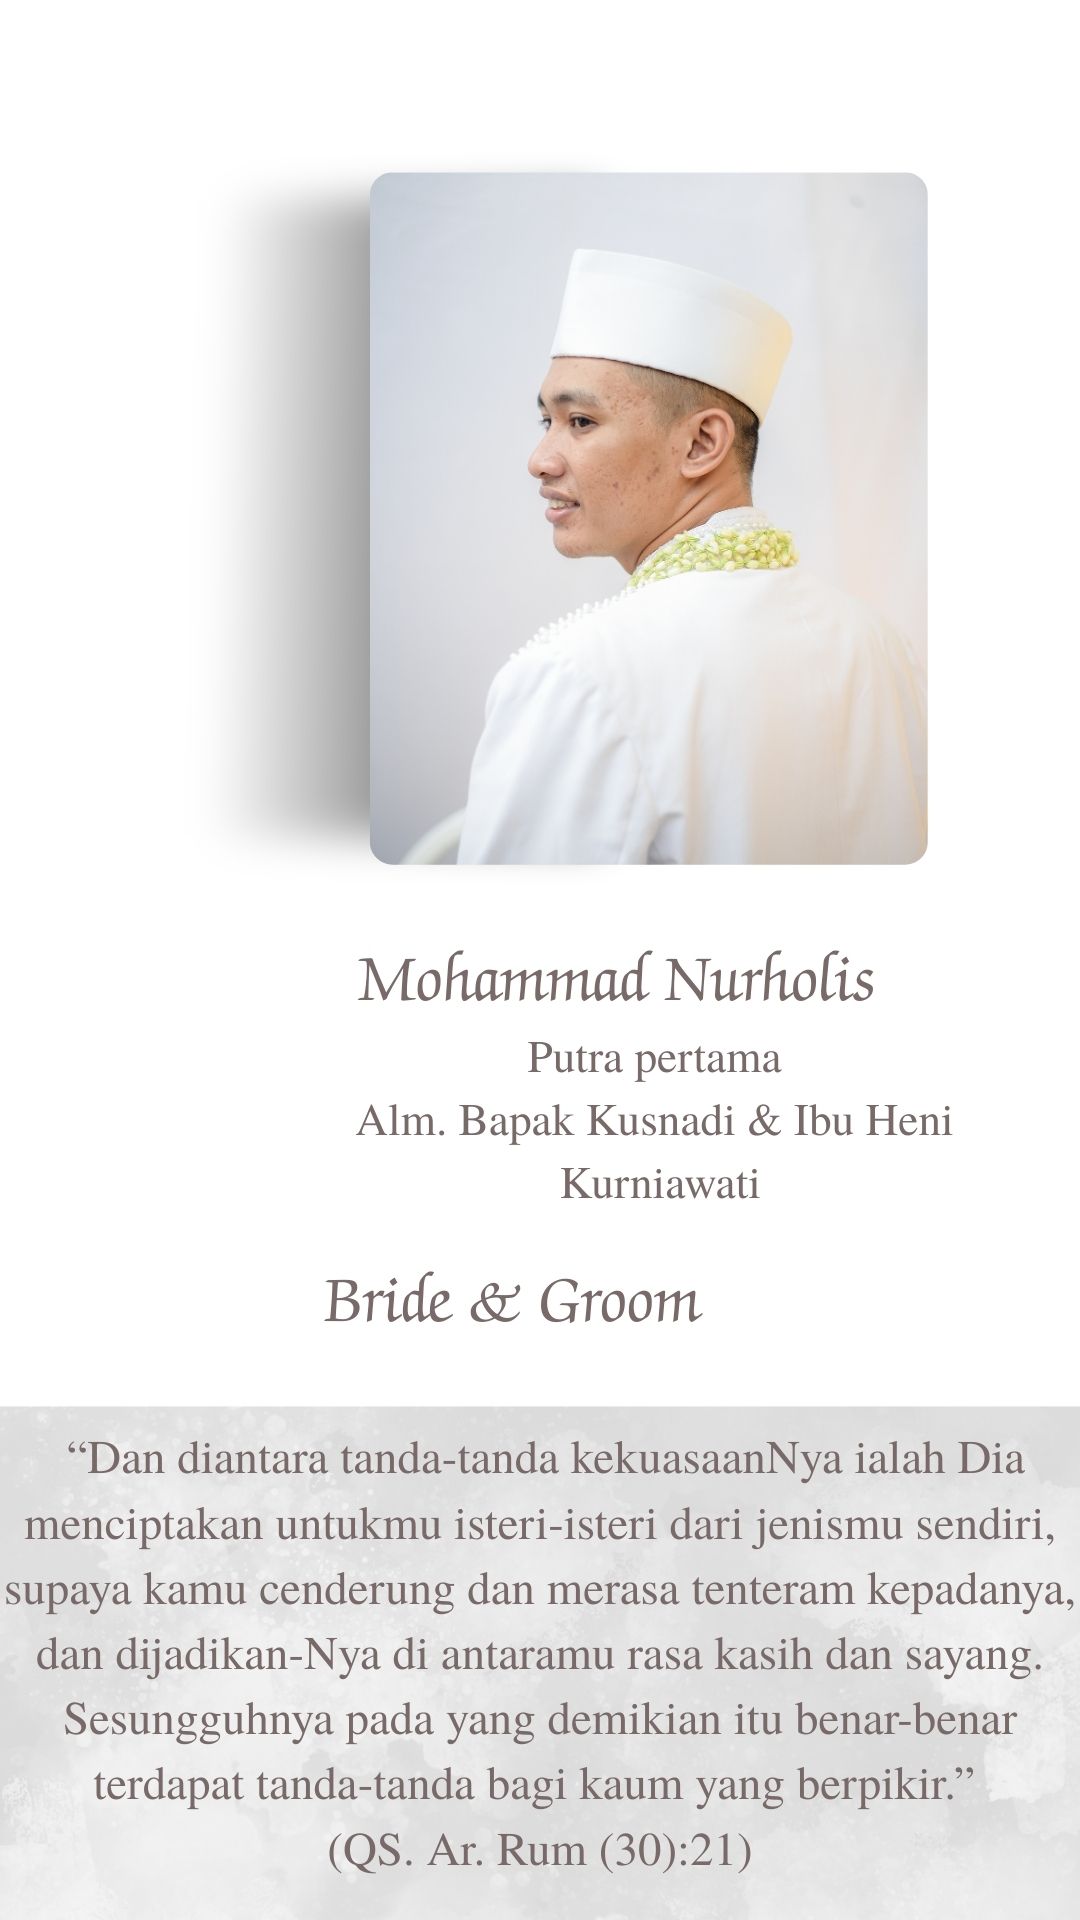 Mohammad Nurholis
Putra pertama
Alm. Bapak Kusnadi & Ibu Heni
Kurniawati
Bride & Groom
“Dan diantara tanda-tanda kekuasaanNya ialah Dia
menciptakan untukmu isteri-isteri dari jenismu sendiri,
supaya kamu cenderung dan merasa tenteram kepadanya,
dan dijadikan-Nya di antaramu rasa kasih dan sayang.
Sesungguhnya pada yang demikian itu benar-benar
terdapat tanda-tanda bagi kaum yang berpikir.”
(QS. Ar. Rum (30):21)